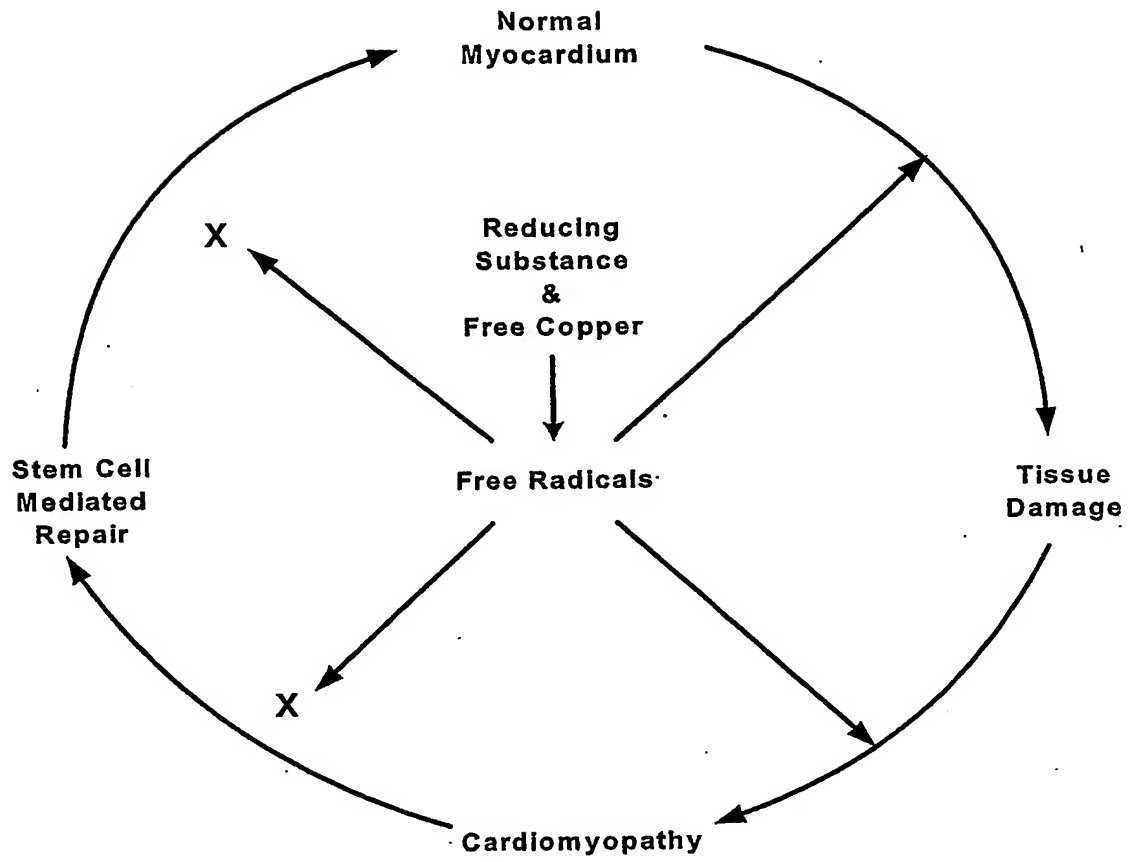 Normal
Myocardium
X
Reducing
Substance
&
Free Copper
Stem Cell
Mediated
Repair
Free Radicals
Tissue
Damage
X
Cardiomyopathy